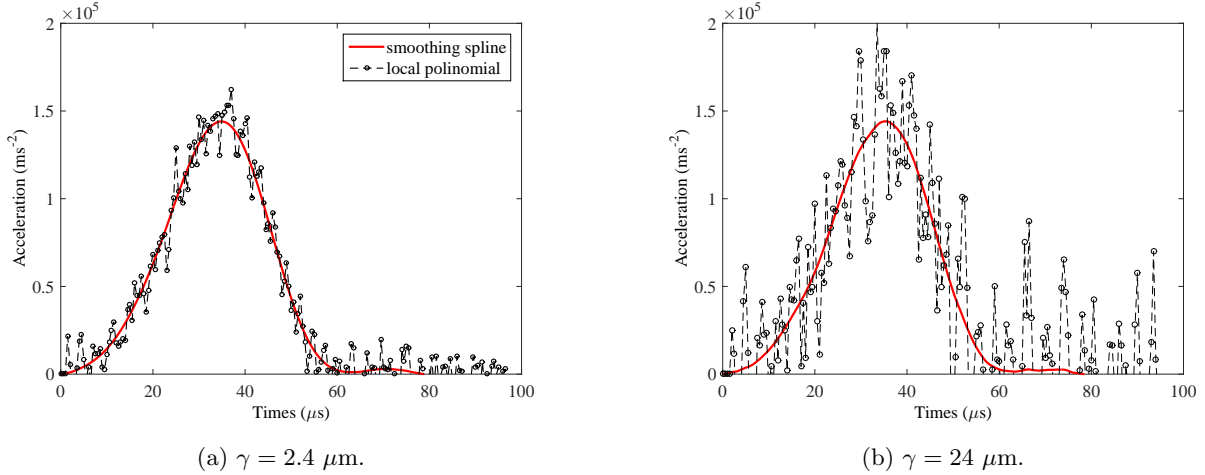 ×10⁵
2
1.5
1
0.5
0
Acceleration (ms⁻²)
0 20 40 60 80 100
Times (μs)
smoothing spline
local polinomial
(a) γ = 2.4 μm.
×10⁵
2
1.5
1
0.5
0
Acceleration (ms⁻²)
0 20 40 60 80 100
Times (μs)
(b) γ = 24 μm.